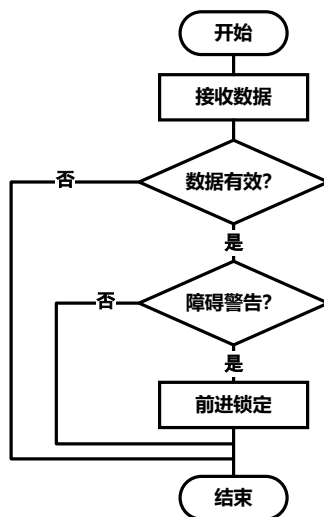 开始
接收数据
否
数据有效?
是
否
障碍警告?
是
前进锁定
结束